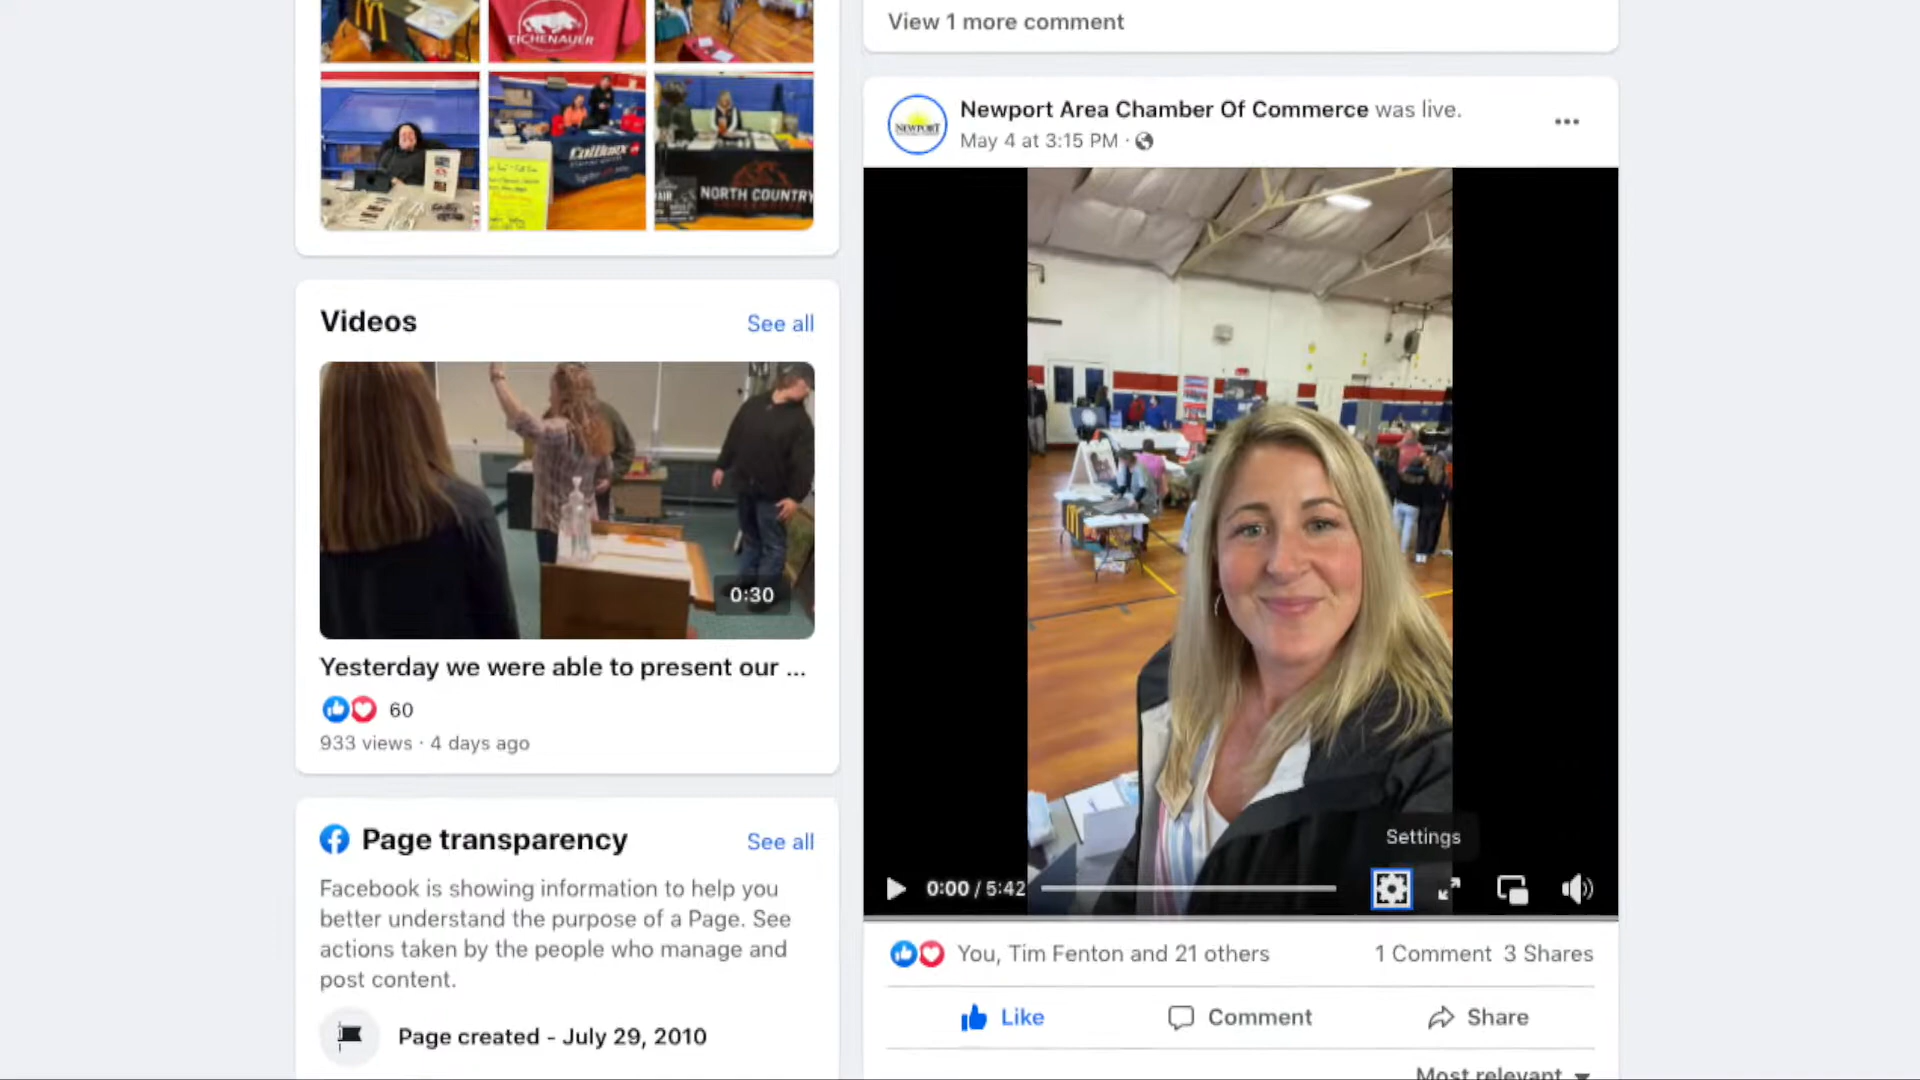 EICHENAUER
COLLINX
NORTH COUNTRY
Videos
See all
0:30
Yesterday we were able to present our ...
60
933 views · 4 days ago
Page transparency
See all
Facebook is showing information to help you
better understand the purpose of a Page. See
actions taken by the people who manage and
post content.
Page created - July 29, 2010
View 1 more comment
NEWPORT
Newport Area Chamber Of Commerce was live.
May 4 at 3:15 PM ·
Settings
0:00 / 5:42
You, Tim Fenton and 21 others
1 Comment 3 Shares
Like
Comment
Share
Most relevant